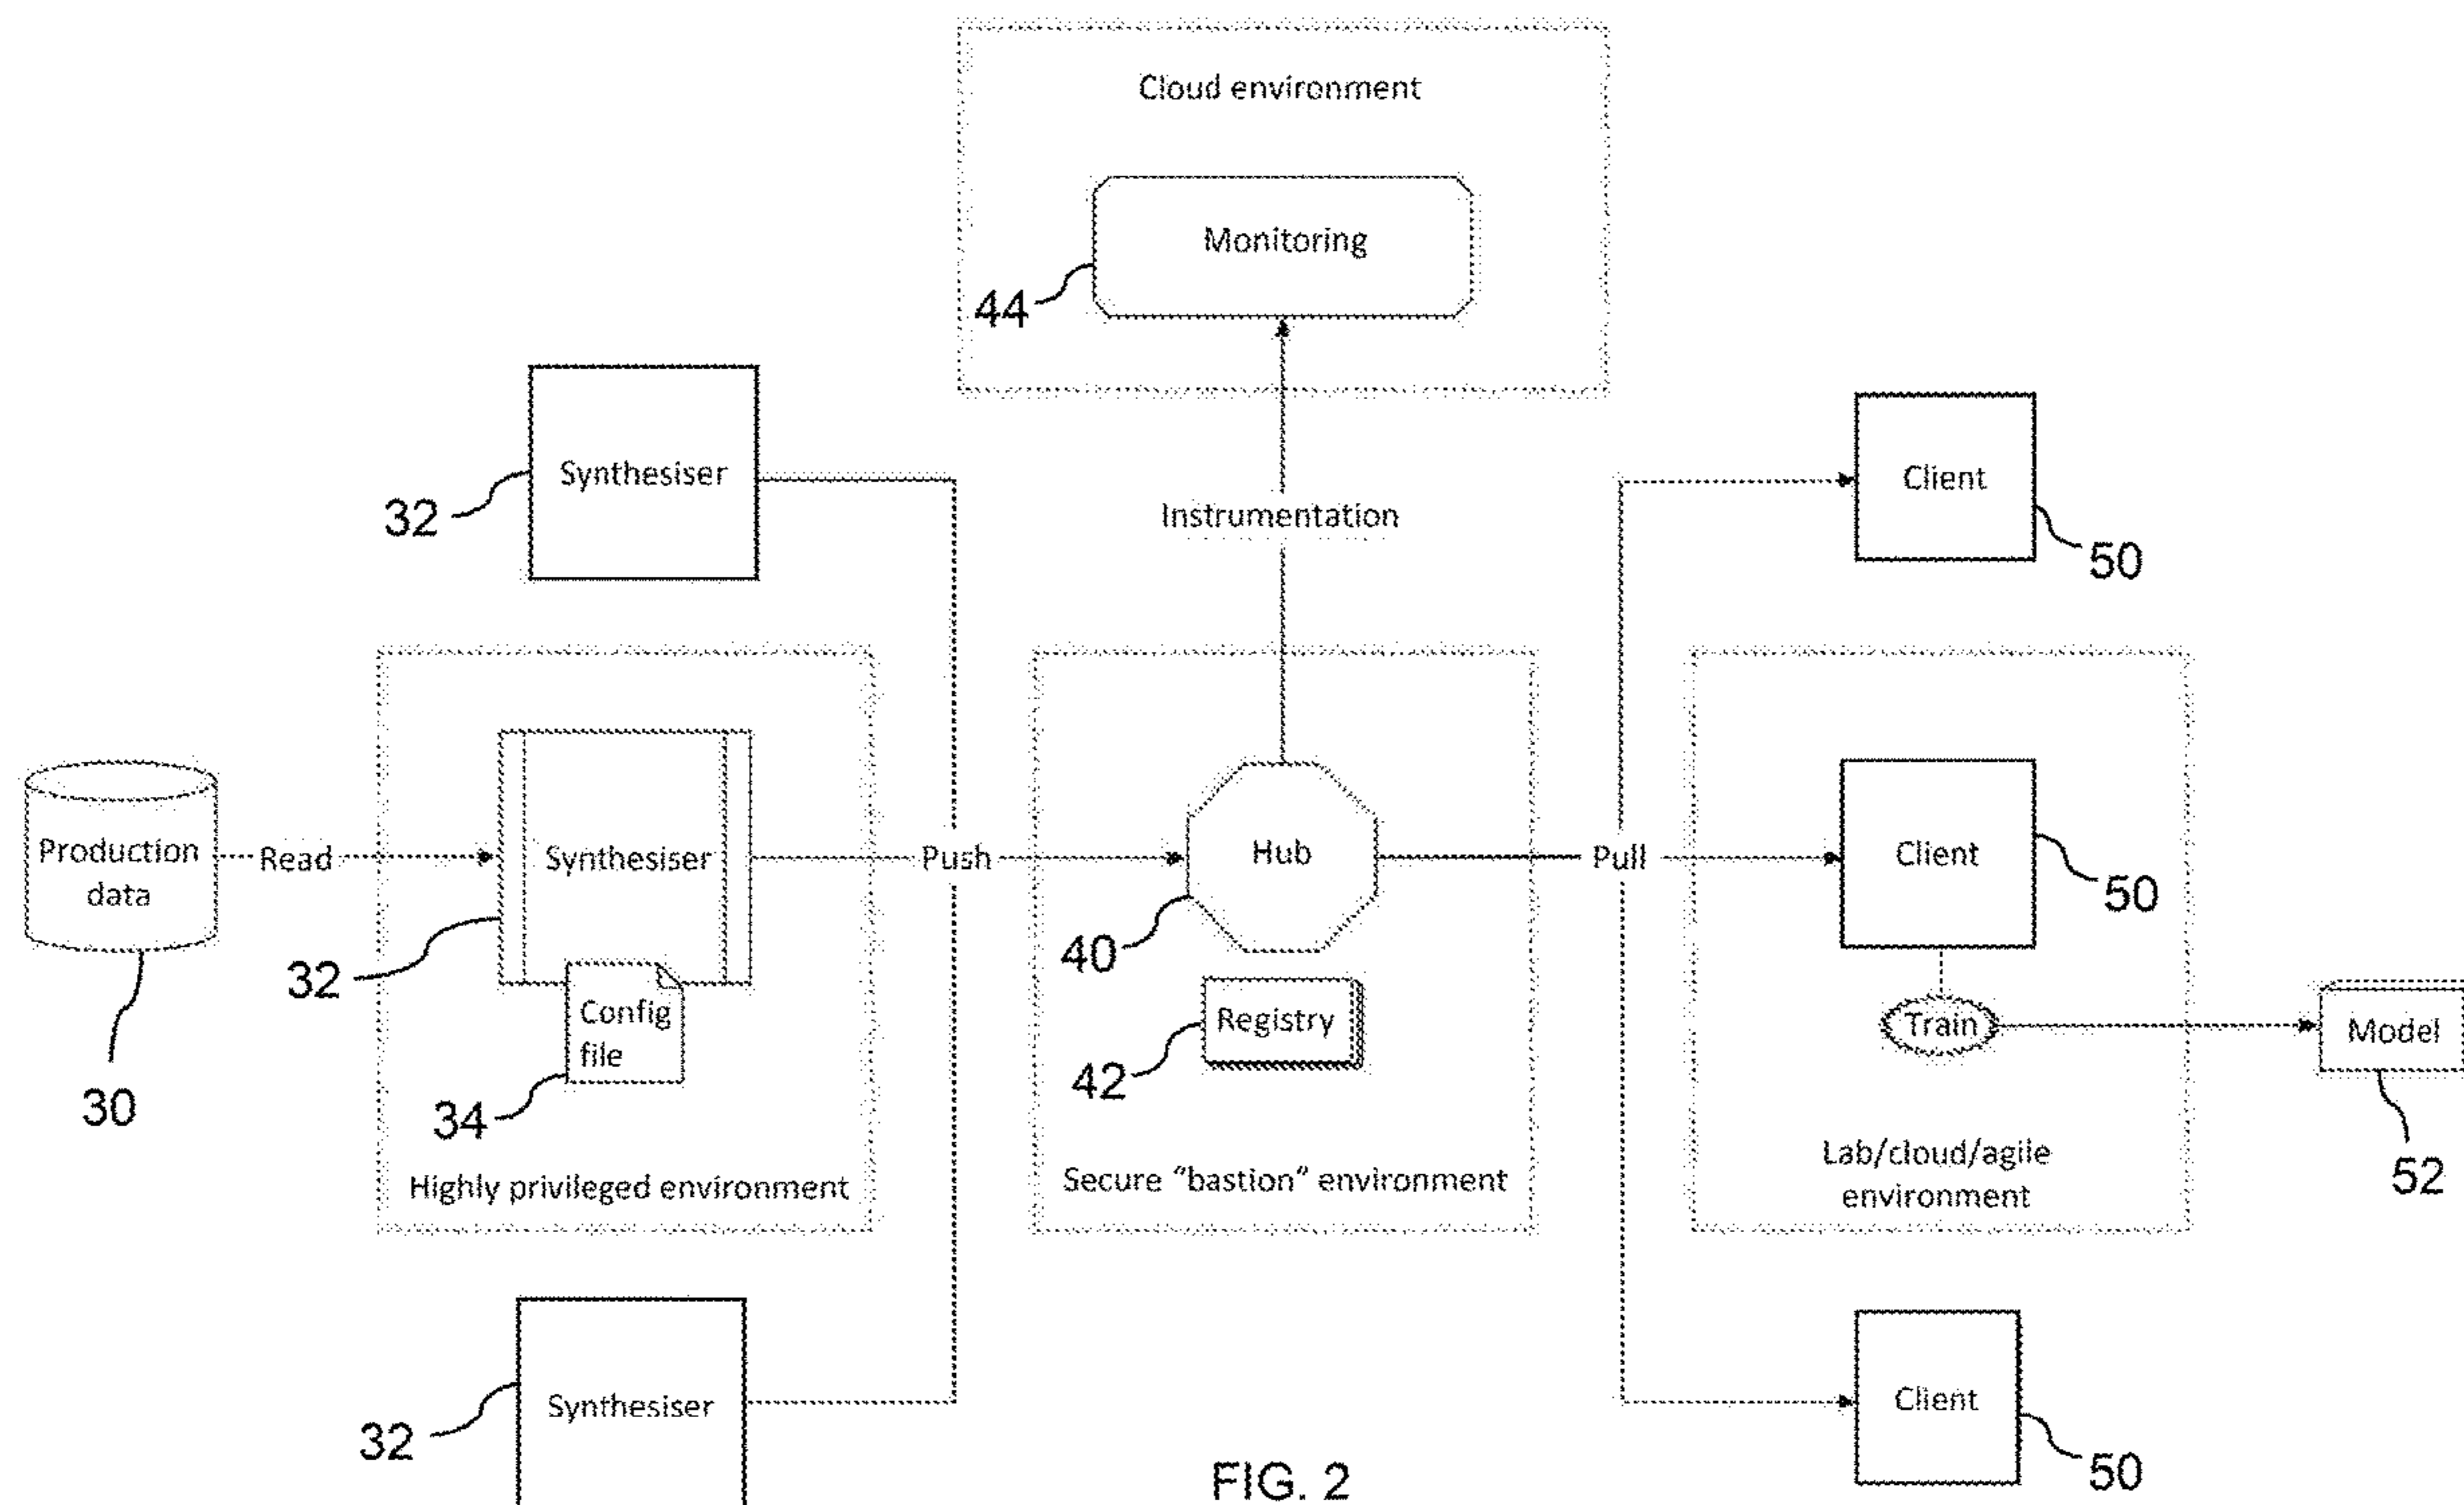 Cloud environment
Monitoring
44
Synthesiser
32
Instrumentation
Client
50
Production
data
30
Read
Synthesiser
32
Config
file
34
Highly privileged environment
Push
Hub
40
Registry
42
Secure “bastion” environment
Pull
Client
50
Train
Model
52
Lab/cloud/agile
environment
Synthesiser
32
Client
50
FIG. 2